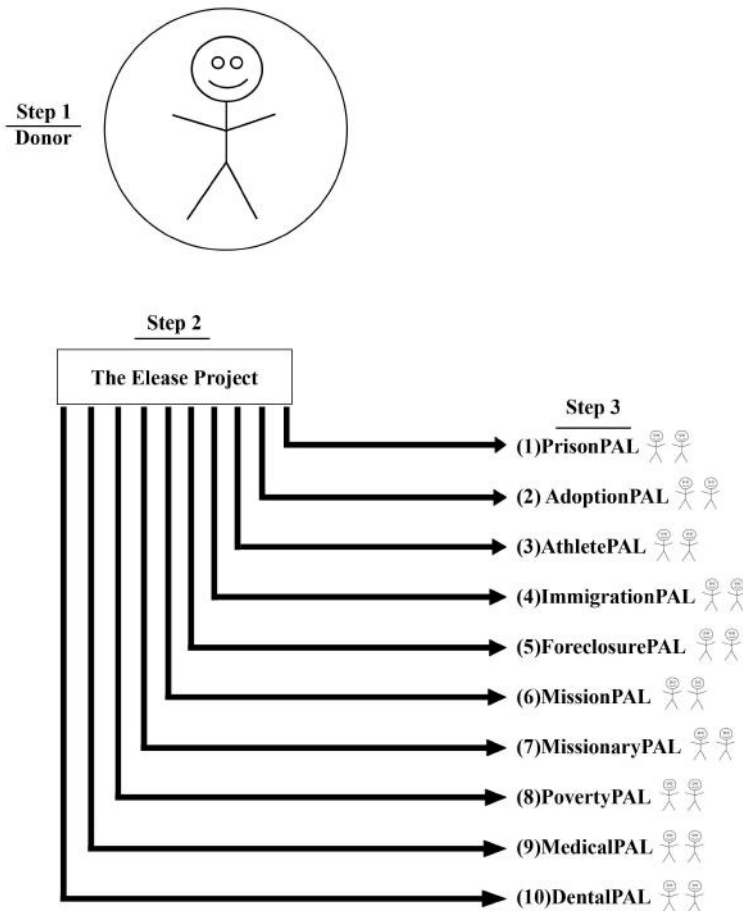 Step 1
Donor
Step 2
The Elease Project
Step 3
(1)PrisonPAL
(2) AdoptionPAL
(3)AthletePAL
(4)ImmigrationPAL
(5)ForeclosurePAL
(6)MissionPAL
(7)MissionaryPAL
(8)PovertyPAL
(9)MedicalPAL
(10)DentalPAL